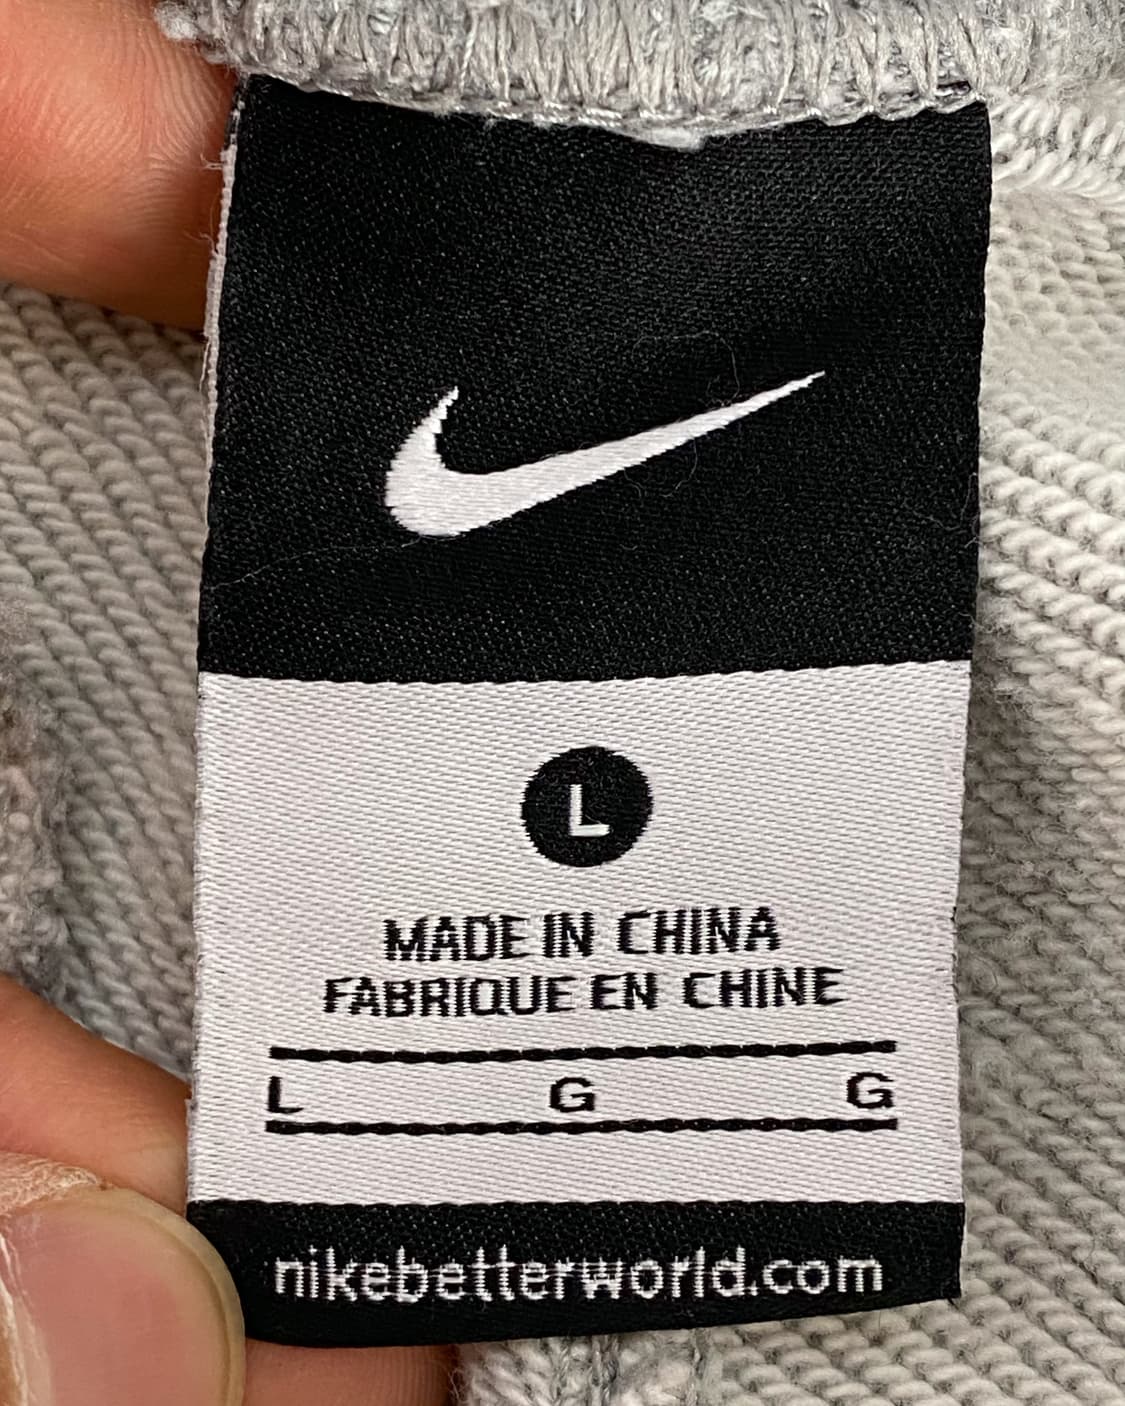 L
MADE IN CHINA
FABRIQUE EN CHINE
L G G
nikebetterworld.com